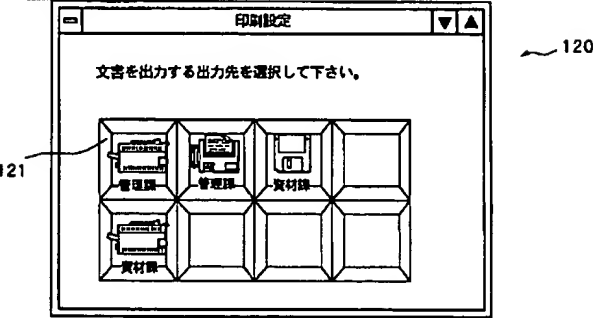 印刷設定
120
文書を出力する出力先を選択して下さい。
121
管理課 管理課 資材課
資材課